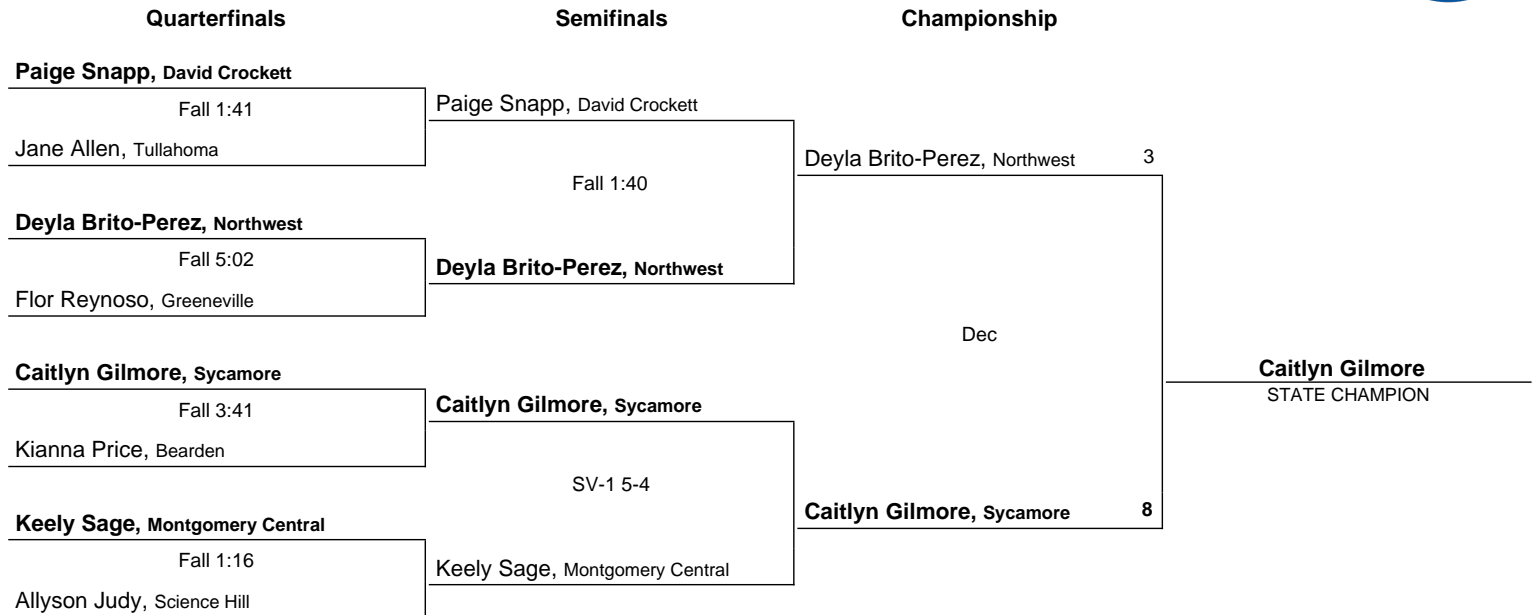 Quarterfinals Semifinals Championship
Paige Snapp, David Crockett
Fall 1:41
Jane Allen, Tullahoma
Deyla Brito-Perez, Northwest
Fall 5:02
Flor Reynoso, Greeneville
Caitlyn Gilmore, Sycamore
Fall 3:41
Kianna Price, Bearden
Keely Sage, Montgomery Central
Fall 1:16
Allyson Judy, Science Hill
Paige Snapp, David Crockett
Fall 1:40
Deyla Brito-Perez, Northwest
Caitlyn Gilmore, Sycamore
SV-1 5-4
Keely Sage, Montgomery Central
Deyla Brito-Perez, Northwest 3
Dec
Caitlyn Gilmore, Sycamore 8
Caitlyn Gilmore
STATE CHAMPION